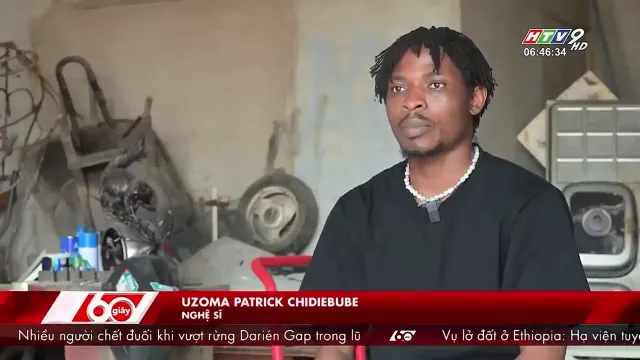 HTV9 HD
06:46:34
UZOMA PATRICK CHIDIEBUBE
60 giây
NGHỆ SĨ
Nhiều người chết đuối khi vượt rừng Darién Gap trong lũ 60 Vụ lở đất ở Ethiopia: Hạ viện tuyê